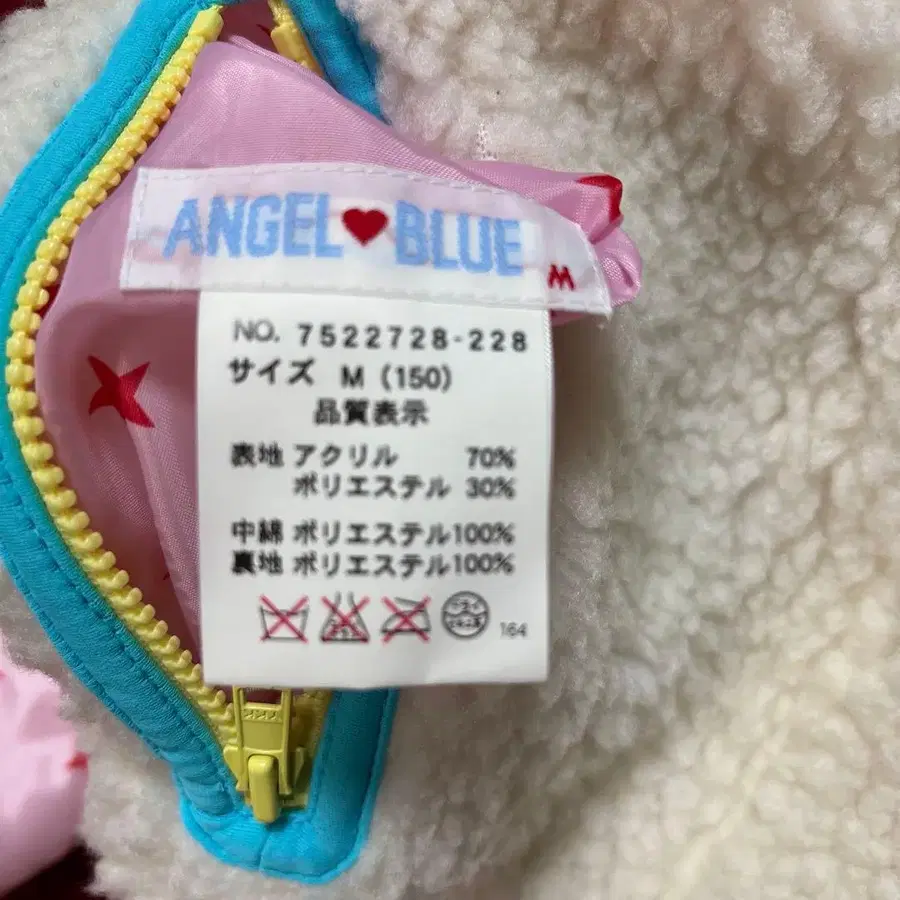 ANGEL♥BLUE
M
NO. 7522728-228
サイズ M (150)
品質表示
表地 アクリル 70%
ポリエステル 30%
中綿 ポリエステル100%
裏地 ポリエステル100%
164